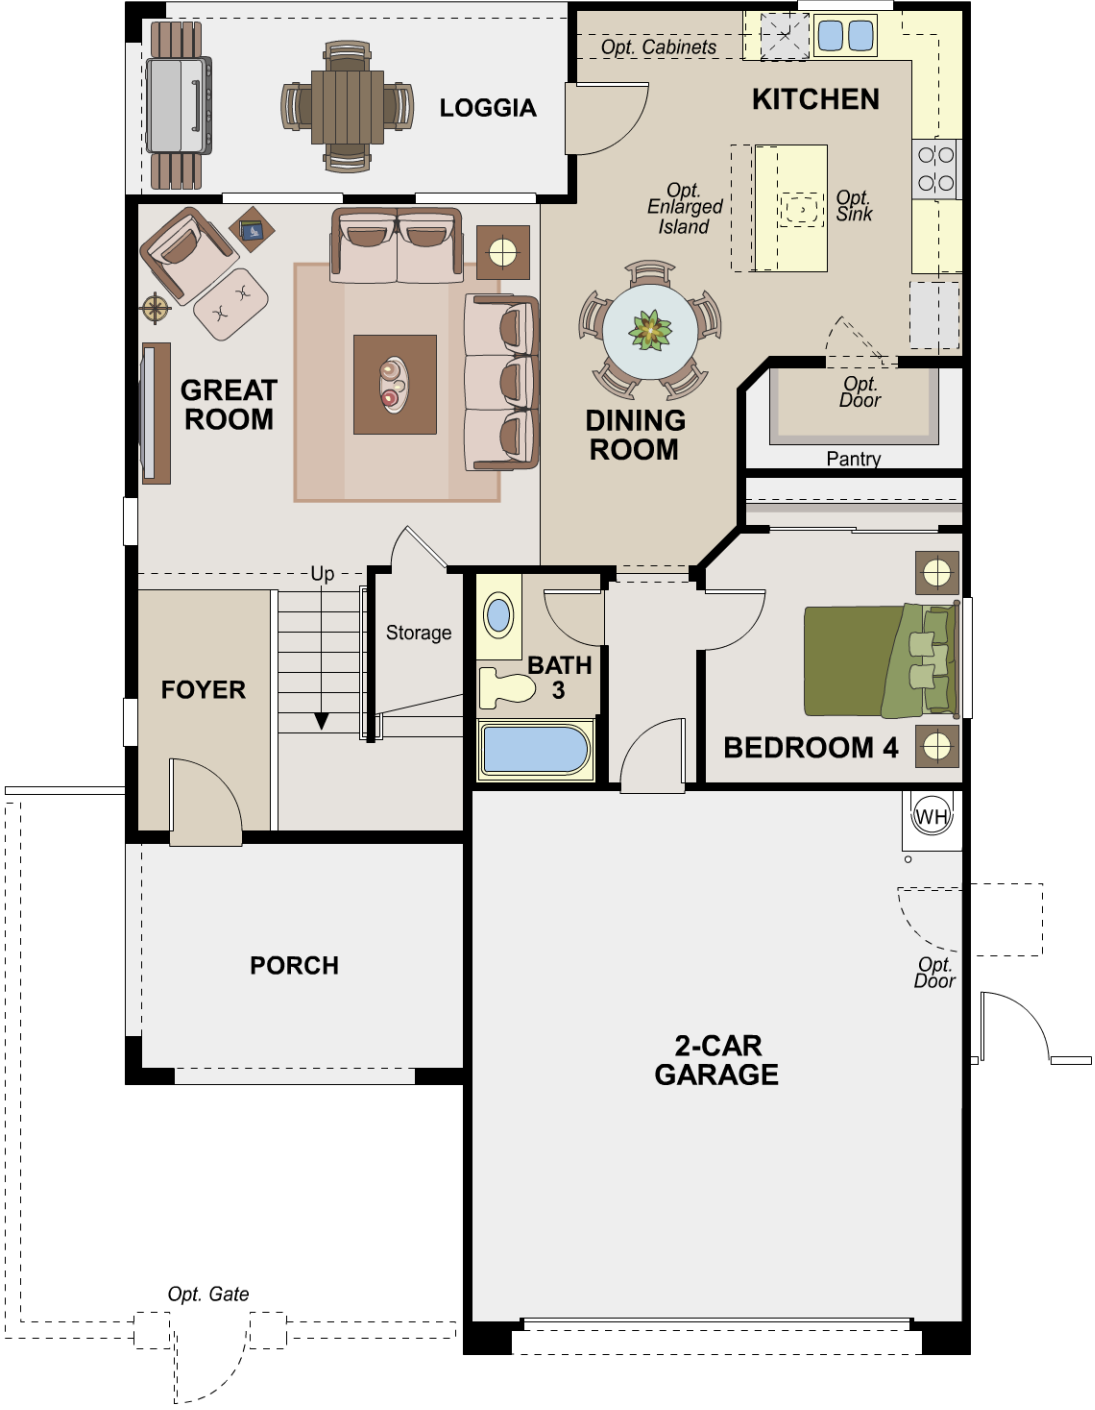 Opt. Cabinets
KITCHEN
LOGGIA
Opt.
Enlarged
Island
Opt.
Sink
GREAT
ROOM
DINING
ROOM
Opt.
Door
Pantry
Up
Storage
FOYER
BATH
3
BEDROOM 4
WH
PORCH
Opt.
Door
2-CAR
GARAGE
Opt. Gate